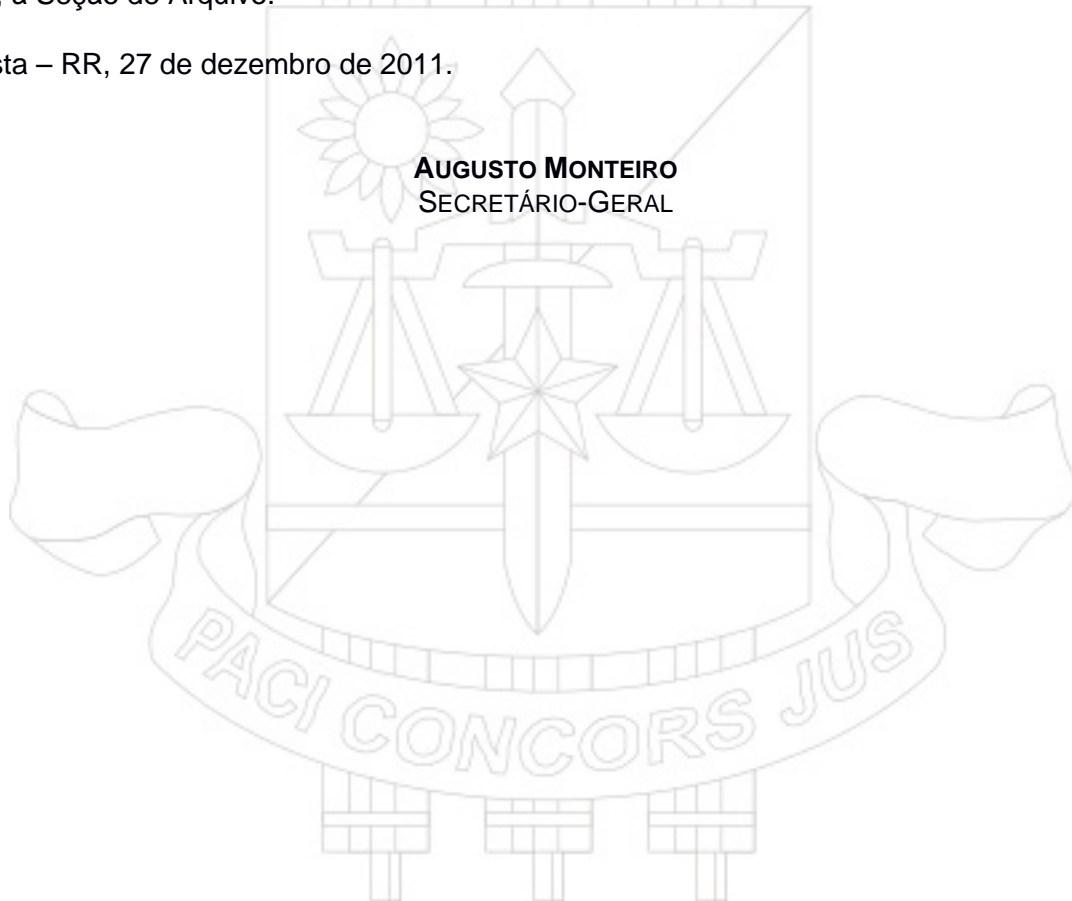 , à Seção de Arquivo.
sta – RR, 27 de dezembro de 2011.
AUGUSTO MONTEIRO
SECRETÁRIO-GERAL
PACI CONCORS JUS